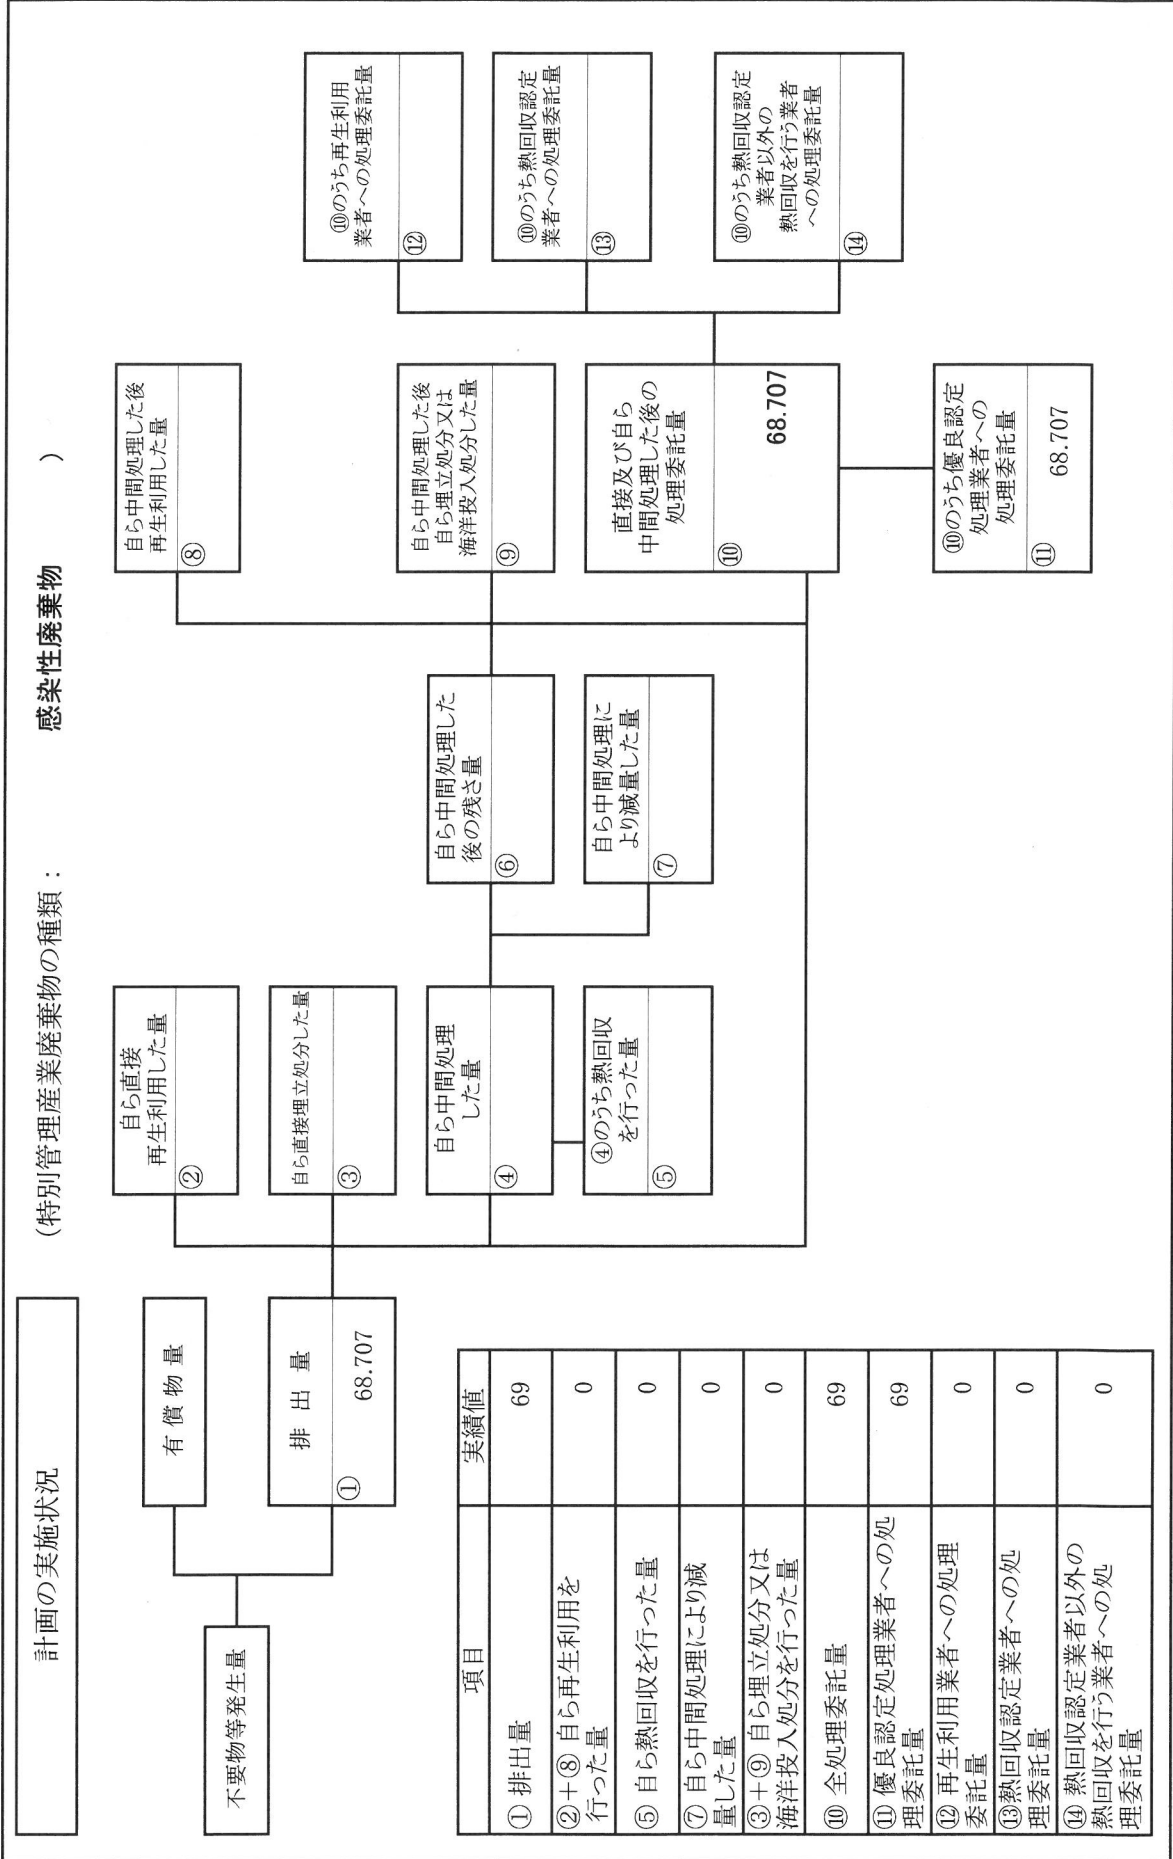 計画の実施状況
(特別管理産業廃棄物の種類： 感染性廃棄物 )
不要物等発生量
有償物量
排出量
①
68.707
自ら直接
再生利用した量
②
自ら直接埋立処分した量
③
自ら中間処理
した量
④
④のうち熱回収
を行った量
⑤
自ら中間処理した
後の残さ量
⑥
自ら中間処理に
より減量した量
⑦
自ら中間処理した後
再生利用した量
⑧
自ら中間処理した後
自ら埋立処分又は
海洋投入処分した量
⑨
直接及び自ら
中間処理した後の
処理委託量
⑩
68.707
⑩のうち優良認定
処理業者への
処理委託量
⑪
68.707
⑩のうち再生利用
業者への処理委託量
⑫
⑩のうち熱回収認定
業者への処理委託量
⑬
⑩のうち熱回収認定
業者以外の
熱回収を行う業者
への処理委託量
⑭
項目 実績値
① 排出量 69
②＋⑧ 自ら再生利用を
行った量 0
⑤ 自ら熱回収を行った量 0
⑦ 自ら中間処理により減
量した量 0
③＋⑨ 自ら埋立処分又は
海洋投入処分を行った量 0
⑩ 全処理委託量 69
⑪ 優良認定処理業者への処
理委託量 69
⑫ 再生利用業者への処理
委託量 0
⑬熱回収認定業者への処
理委託量 0
⑭ 熱回収認定業者以外の
熱回収を行う業者への処
理委託量 0